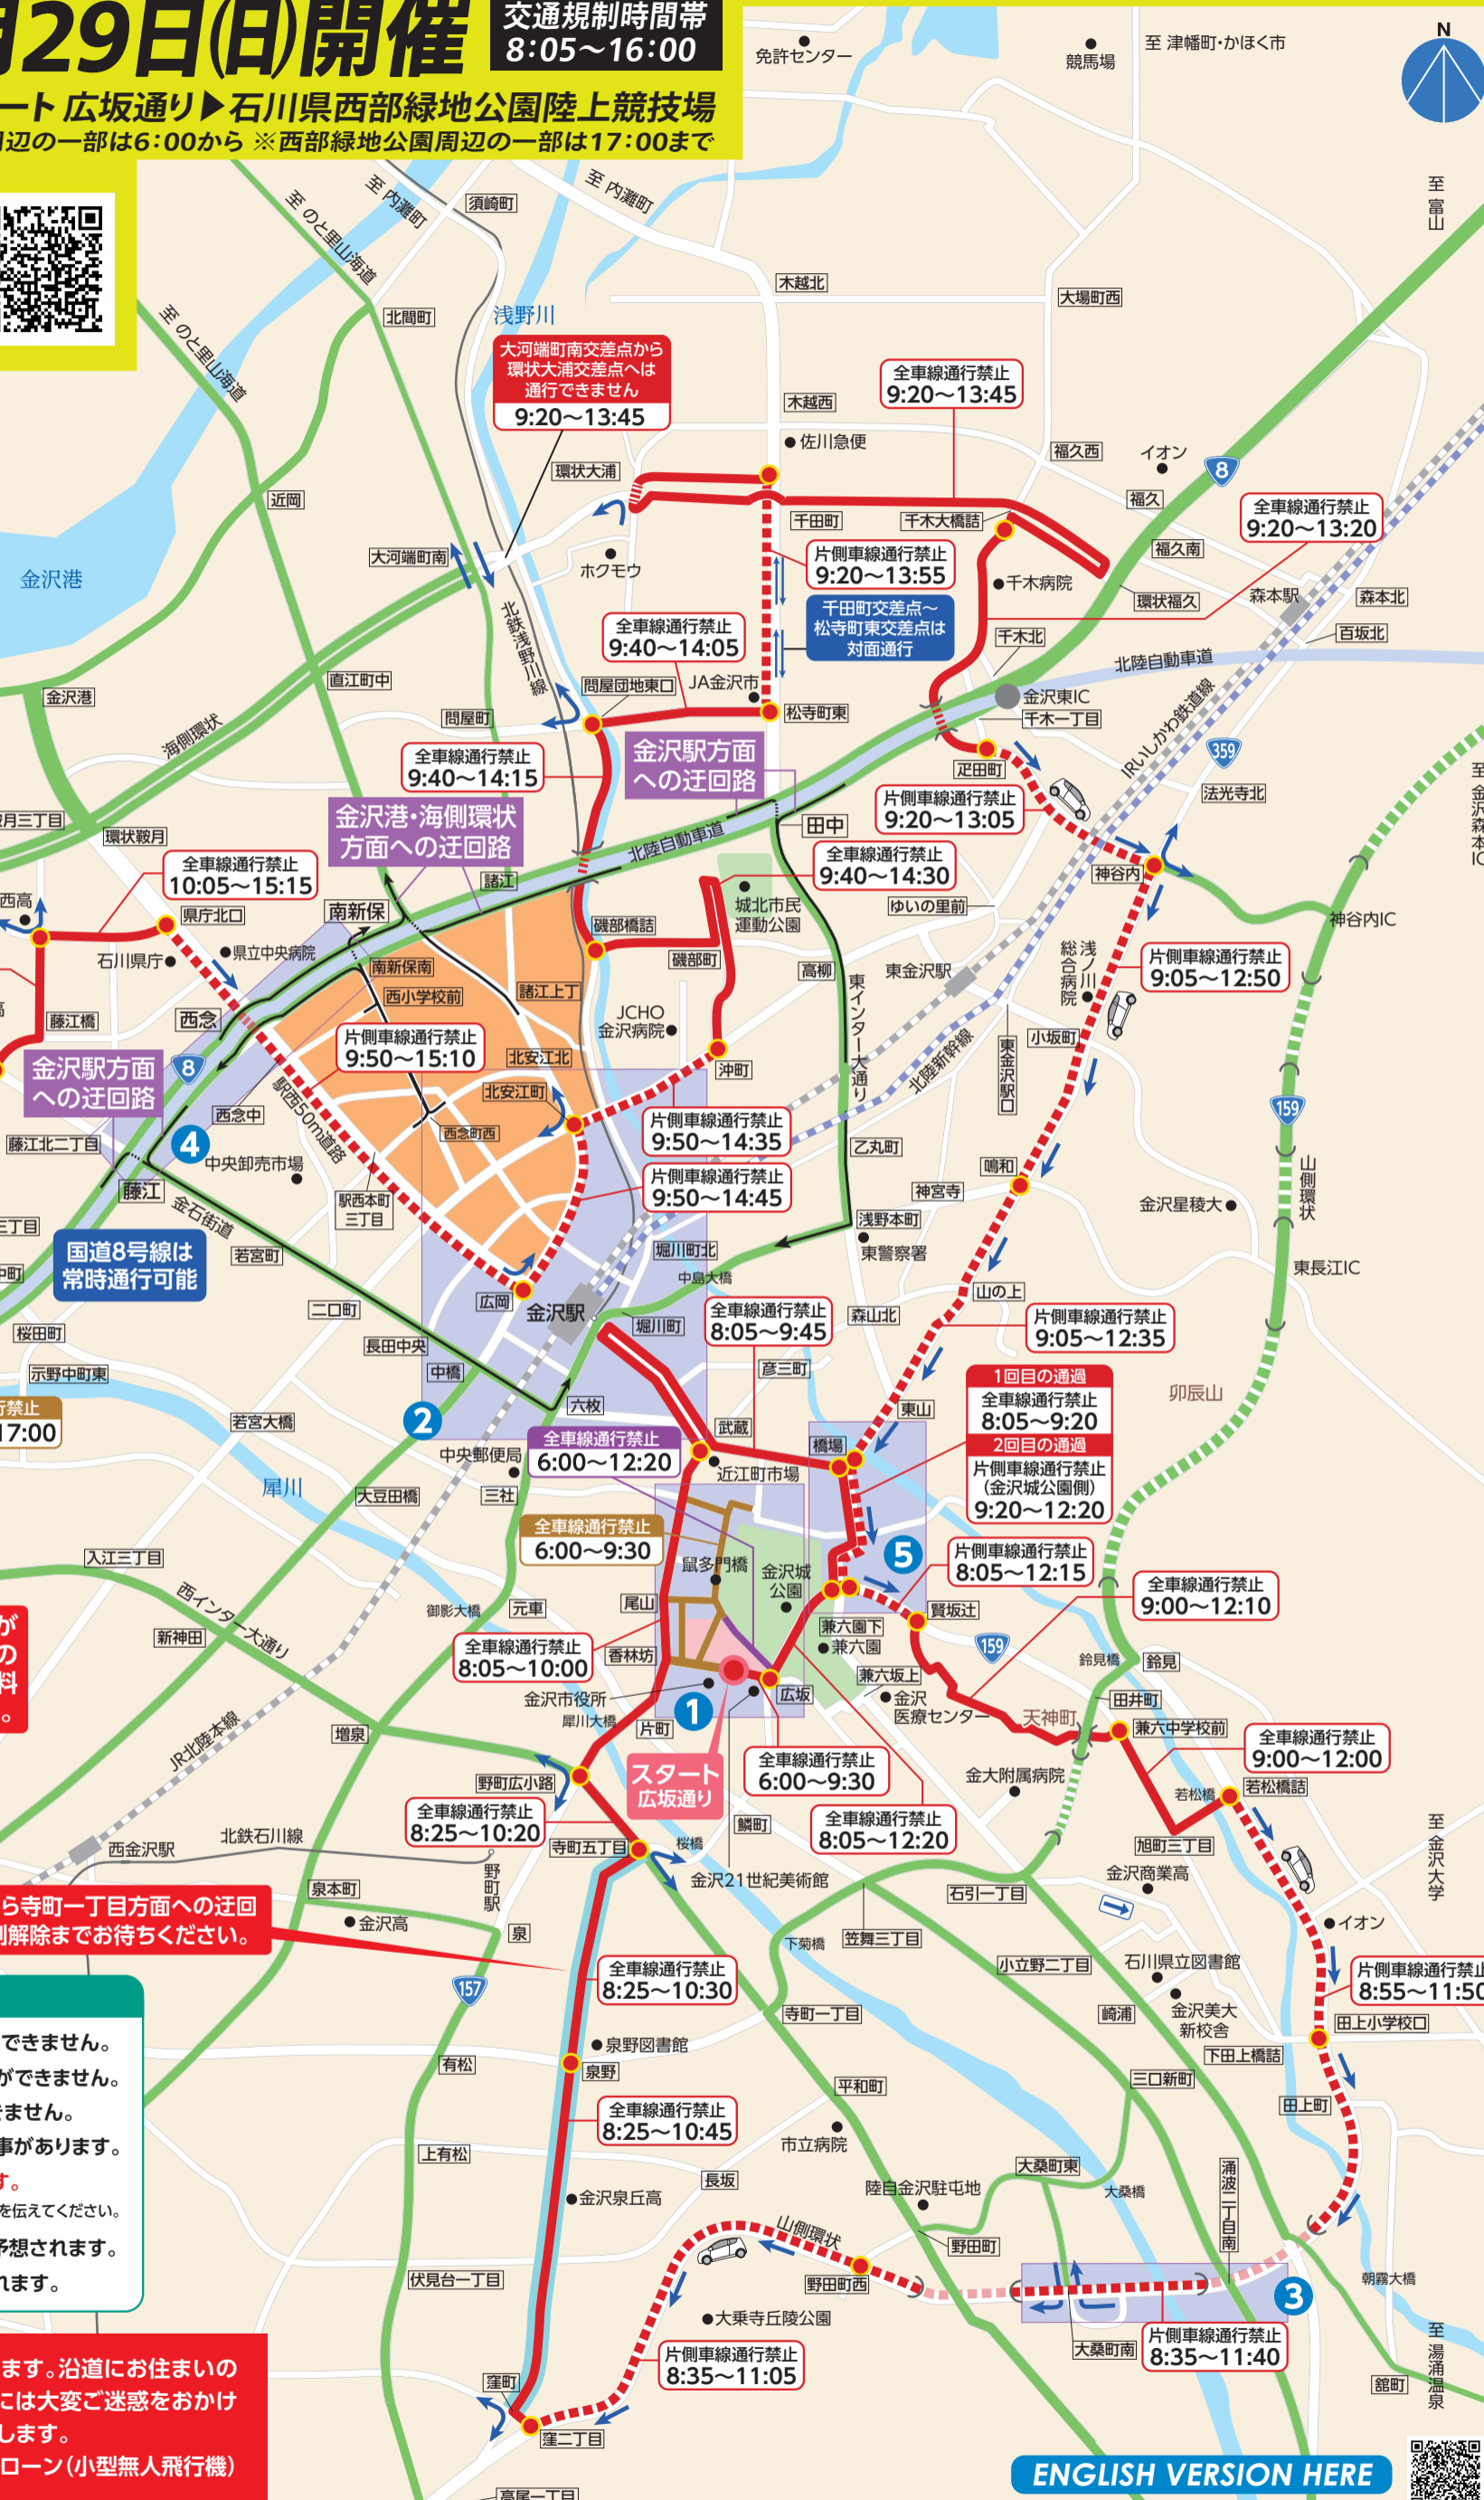 月29日(日)開催
交通規制時間帯
8:05〜16:00
ート 広坂通り▶石川県西部緑地公園陸上競技場
周辺の一部は6:00から ※西部緑地公園周辺の一部は17:00まで
免許センター
競馬場
至 津幡町・かほく市
N
至 富山
至 内灘町
至 内灘町
須崎町
至 のと里山海道
至 のと里山海道
北間町
浅野川
木越北
大場町西
大河端町南交差点から
環状大浦交差点へは
通行できません
9:20〜13:45
全車線通行禁止
9:20〜13:45
木越西
佐川急便
福久西
イオン
8
環状大浦
近岡
千田町
千木大橋詰
福久
全車線通行禁止
9:20〜13:20
福久南
大河端町南
ホクモウ
片側車線通行禁止
9:20〜13:55
千木病院
環状福久
森本駅
森本北
百坂北
金沢港
千田町交差点〜
松寺町東交差点は
対面通行
全車線通行禁止
9:40〜14:05
千木北
北陸自動車道
北鉄浅野川線
金沢港
直江町中
問屋町
問屋団地東口
JA金沢市
松寺町東
金沢東IC
千木一丁目
海側環状
全車線通行禁止
9:40〜14:15
金沢駅方面
への迂回路
疋田町
IRいしかわ鉄道線
359
法光寺北
至 金沢森本IC
片側車線通行禁止
9:20〜13:05
金沢港・海側環状
方面への迂回路
月三丁目
環状鞍月
北陸自動車道
田中
全車線通行禁止
9:40〜14:30
神谷内
全車線通行禁止
10:05〜15:15
諸江
西高
県庁北口
南新保
磯部橋詰
城北市民
運動公園
ゆいの里前
神谷内IC
石川県庁
県立中央病院
磯部町
高柳
東金沢駅
浅ノ川
総合病院
片側車線通行禁止
9:05〜12:50
南新保南
西小学校前
諸江上丁
藤江橋
西念
JCHO
金沢病院
東インター大通り
片側車線通行禁止
9:50〜15:10
北安江北
沖町
北陸新幹線
東金沢駅口
小坂町
金沢駅方面
への迂回路
8
駅西50m道路
北安江町
西念中
西念町西
片側車線通行禁止
9:50〜14:35
159
藤江北二丁目
4
中央卸売市場
乙丸町
鳴和
山側環状
藤江
金石街道
駅西本町
三丁目
片側車線通行禁止
9:50〜14:45
神宮寺
金沢星稜大
三丁目
国道8号線は
常時通行可能
若宮町
浅野本町
東警察署
堀川町北
中島大橋
東長江IC
二口町
広岡
金沢駅
堀川町
山の上
桜田町
長田中央
全車線通行禁止
8:05〜9:45
森山北
片側車線通行禁止
9:05〜12:35
示野中町東
中橋
彦三町
1回目の通過
全車線通行禁止
8:05〜9:20
2回目の通過
片側車線通行禁止
(金沢城公園側)
9:20〜12:20
卯辰山
行禁止
17:00
若宮大橋
2
六枚
武蔵
東山
橋場
中央郵便局
全車線通行禁止
6:00〜12:20
近江町市場
犀川
大豆田橋
三社
全車線通行禁止
6:00〜9:30
5
片側車線通行禁止
8:05〜12:15
入江三丁目
鼠多門橋
金沢城
公園
全車線通行禁止
9:00〜12:10
西インター大通り
御影大橋
元車
尾山
賢坂辻
新神田
兼六園下
兼六園
159
全車線通行禁止
8:05〜10:00
香林坊
鈴見橋
鈴見
兼六坂上
金沢市役所
広坂
金沢
医療センター
田井町
天神町
兼六中学校前
犀川大橋
片町
1
JR北陸本線
増泉
スタート
広坂通り
全車線通行禁止
6:00〜9:30
全車線通行禁止
9:00〜12:00
野町広小路
金大附属病院
若松橋
若松橋詰
全車線通行禁止
8:25〜10:20
鱗町
全車線通行禁止
8:05〜12:20
至 金沢大学
西金沢駅
北鉄石川線
寺町五丁目
桜橋
旭町三丁目
野町駅
金沢21世紀美術館
金沢商業高
泉本町
石引一丁目
ら寺町一丁目方面への迂回
制解除までお待ちください。
金沢高
泉
イオン
下菊橋
笠舞三丁目
全車線通行禁止
8:25〜10:30
157
小立野二丁目
石川県立図書館
片側車線通行禁止
8:55〜11:50
寺町一丁目
崎浦
金沢美大
新校舎
田上小学校口
できません。
泉野図書館
有松
泉野
下田上橋詰
ができません。
平和町
三口新町
きません。
全車線通行禁止
8:25〜10:45
田上町
事があります。
市立病院
上有松
す。
長坂
大桑町東
涌波二丁目南
を伝えてください。
金沢泉丘高
陸自金沢駐屯地
大桑橋
予想されます。
山側環状
野田町
れます。
伏見台一丁目
野田町西
朝霧大橋
3
大乗寺丘陵公園
大桑町南
片側車線通行禁止
8:35〜11:40
至 湯涌温泉
ます。沿道にお住まいの
片側車線通行禁止
8:35〜11:05
窪町
舘町
には大変ご迷惑をおかけ
します。
窪二丁目
ローン(小型無人飛行機)
ENGLISH VERSION HERE
高尾一丁目